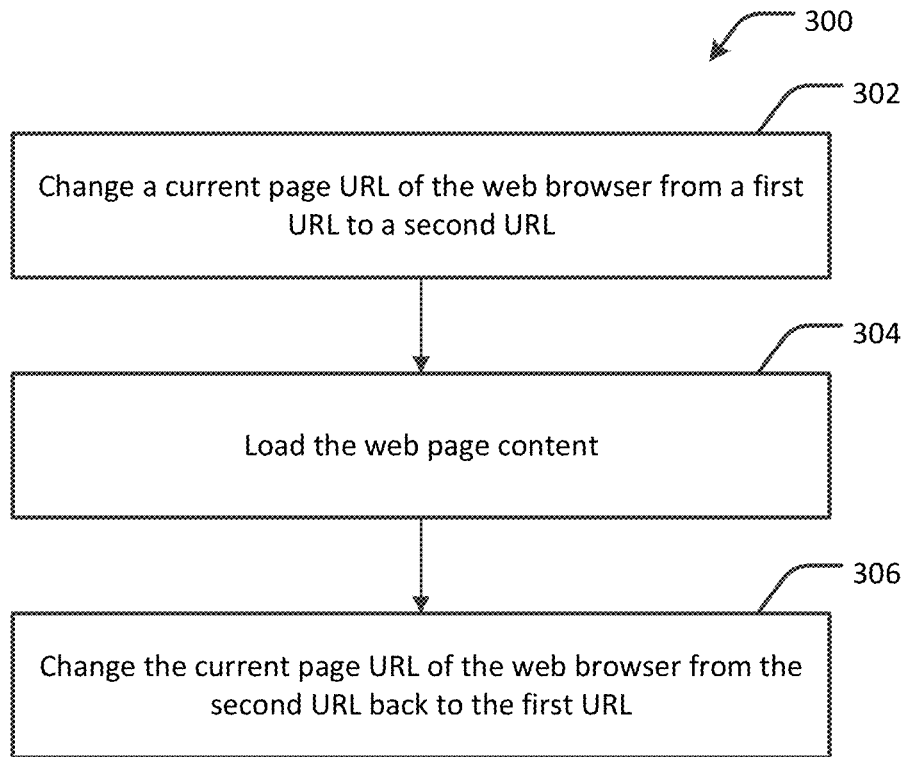 300
302
Change a current page URL of the web browser from a first
URL to a second URL
304
Load the web page content
306
Change the current page URL of the web browser from the
second URL back to the first URL